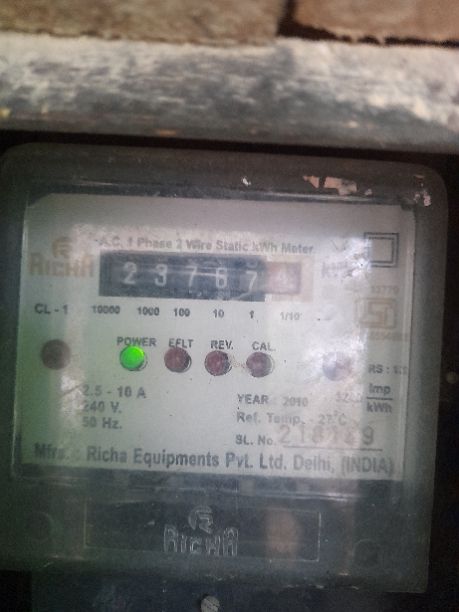 A.C. 1 Phase 2 Wire Static kWh Meter.
RICHA
2 3 7 6 7
CL - 1 10000 1000 100 10 1 1/10
POWER EFLT REV. CAL.
2.5 - 10 A
240 V.
50 Hz.
Imp
kWh
YEAR : 2010
Ref. Temp. - 27°C
SL. No.
Mfrs. : Richa Equipments Pvt. Ltd. Delhi, (INDIA)
RICHA